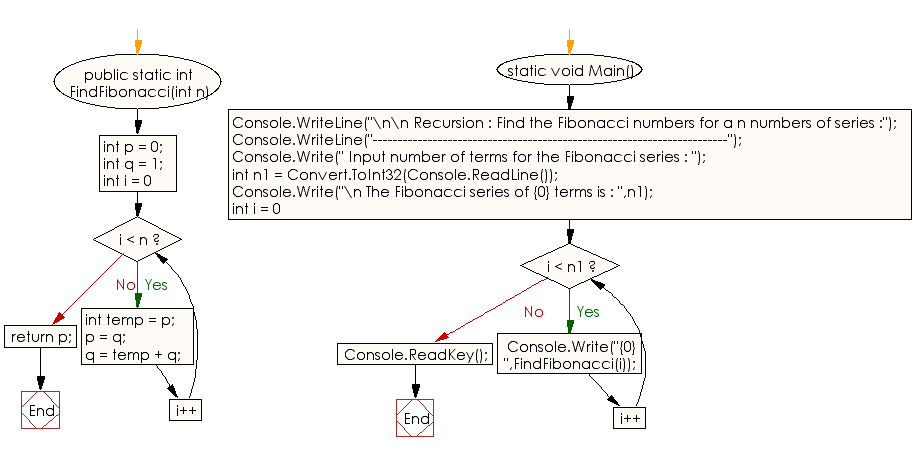 public static int
FindFibonacci(int n)
int p = 0;
int q = 1;
int i = 0
i < n ?
No
Yes
return p;
int temp = p;
p = q;
q = temp + q;
End
i++
static void Main()
Console.WriteLine("\n\n Recursion : Find the Fibonacci numbers for a n numbers of series :");
Console.WriteLine("-----------------------------------------------------------------------");
Console.Write(" Input number of terms for the Fibonacci series : ");
int n1 = Convert.ToInt32(Console.ReadLine());
Console.Write("\n The Fibonacci series of {0} terms is : ",n1);
int i = 0
i < n1 ?
No
Yes
Console.ReadKey();
Console.Write("{0}
",FindFibonacci(i));
End
i++